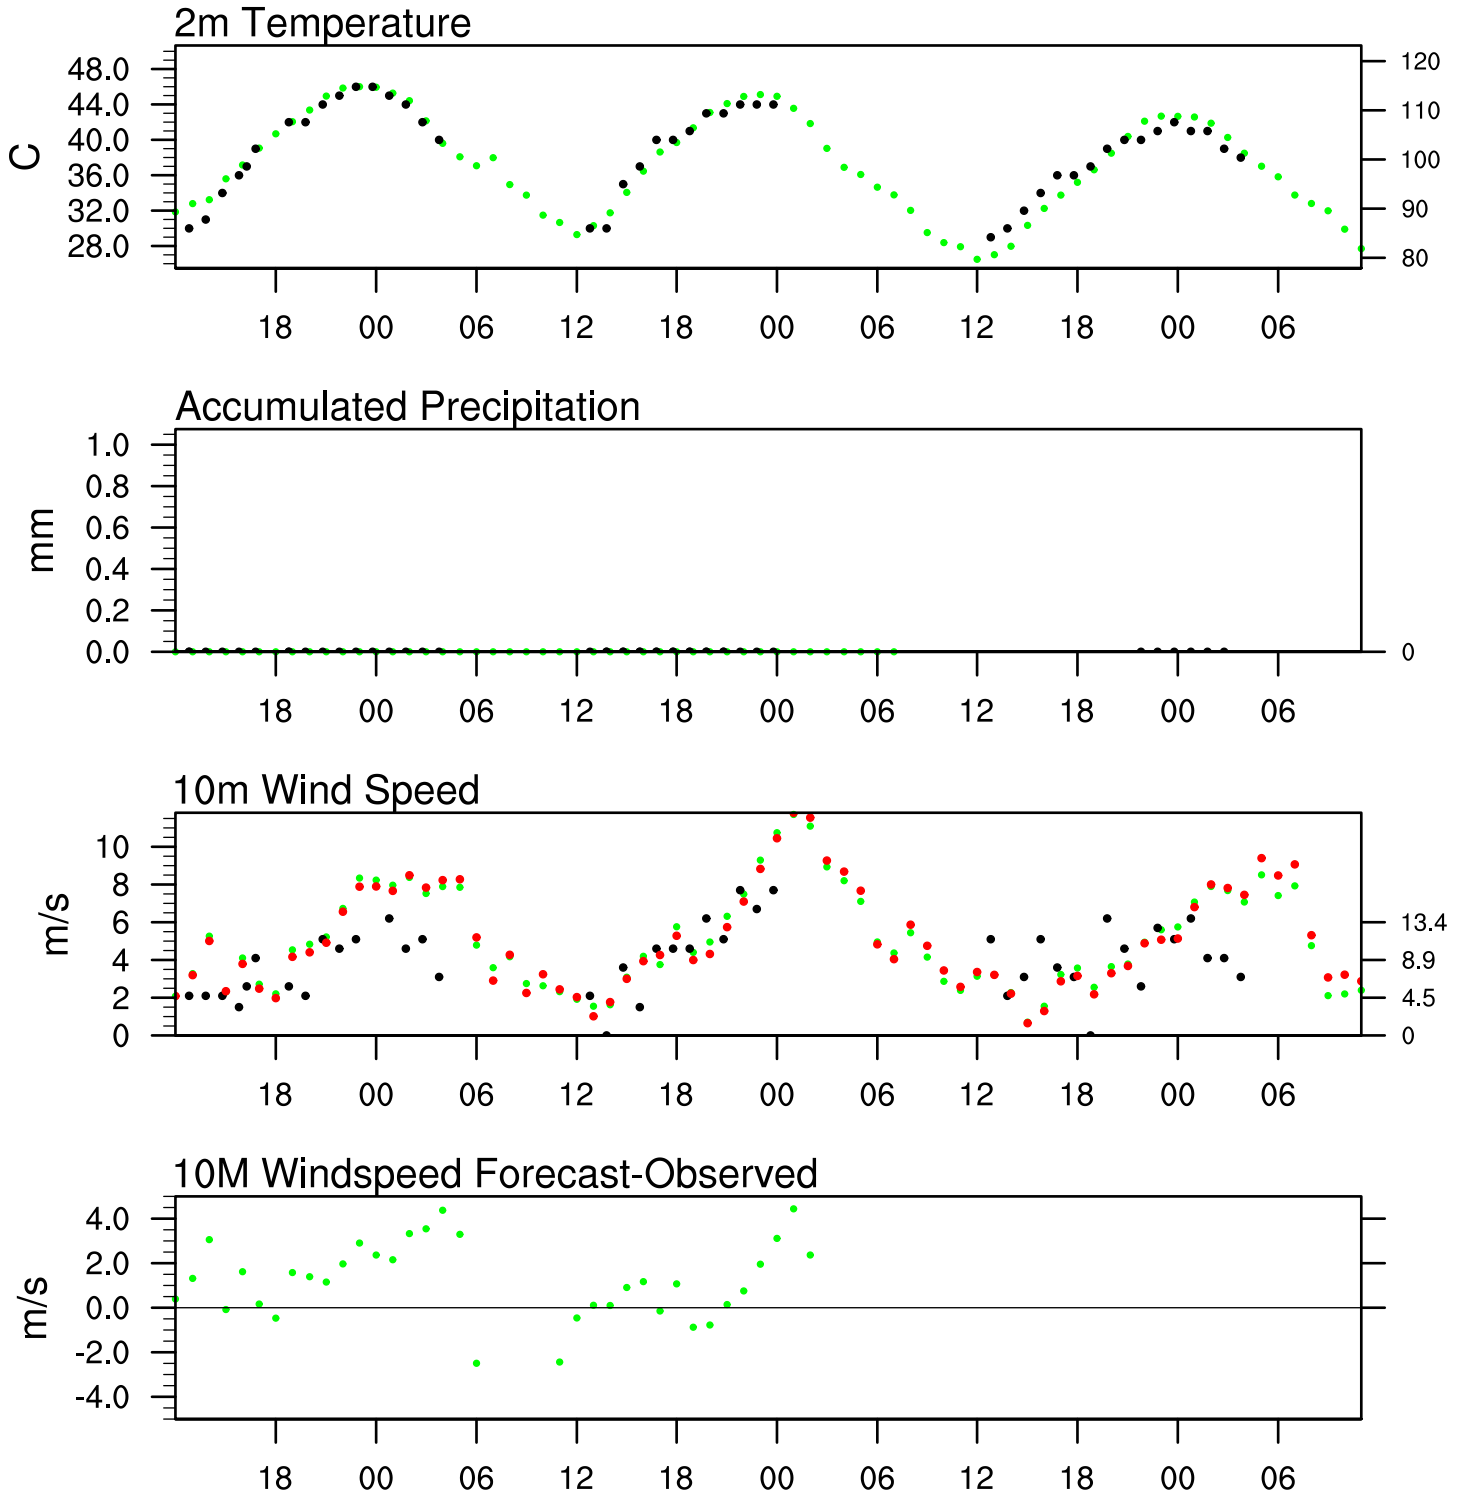 2m Temperature
C
48.0
44.0
40.0
36.0
32.0
28.0
120
110
100
90
80
18 00 06 12 18 00 06 12 18 00 06
Accumulated Precipitation
mm
1.0
0.8
0.6
0.4
0.2
0.0
0
18 00 06 12 18 00 06 12 18 00 06
10m Wind Speed
m/s
10
8
6
4
2
0
13.4
8.9
4.5
0
18 00 06 12 18 00 06 12 18 00 06
10M Windspeed Forecast-Observed
m/s
4.0
2.0
0.0
-2.0
-4.0
18 00 06 12 18 00 06 12 18 00 06